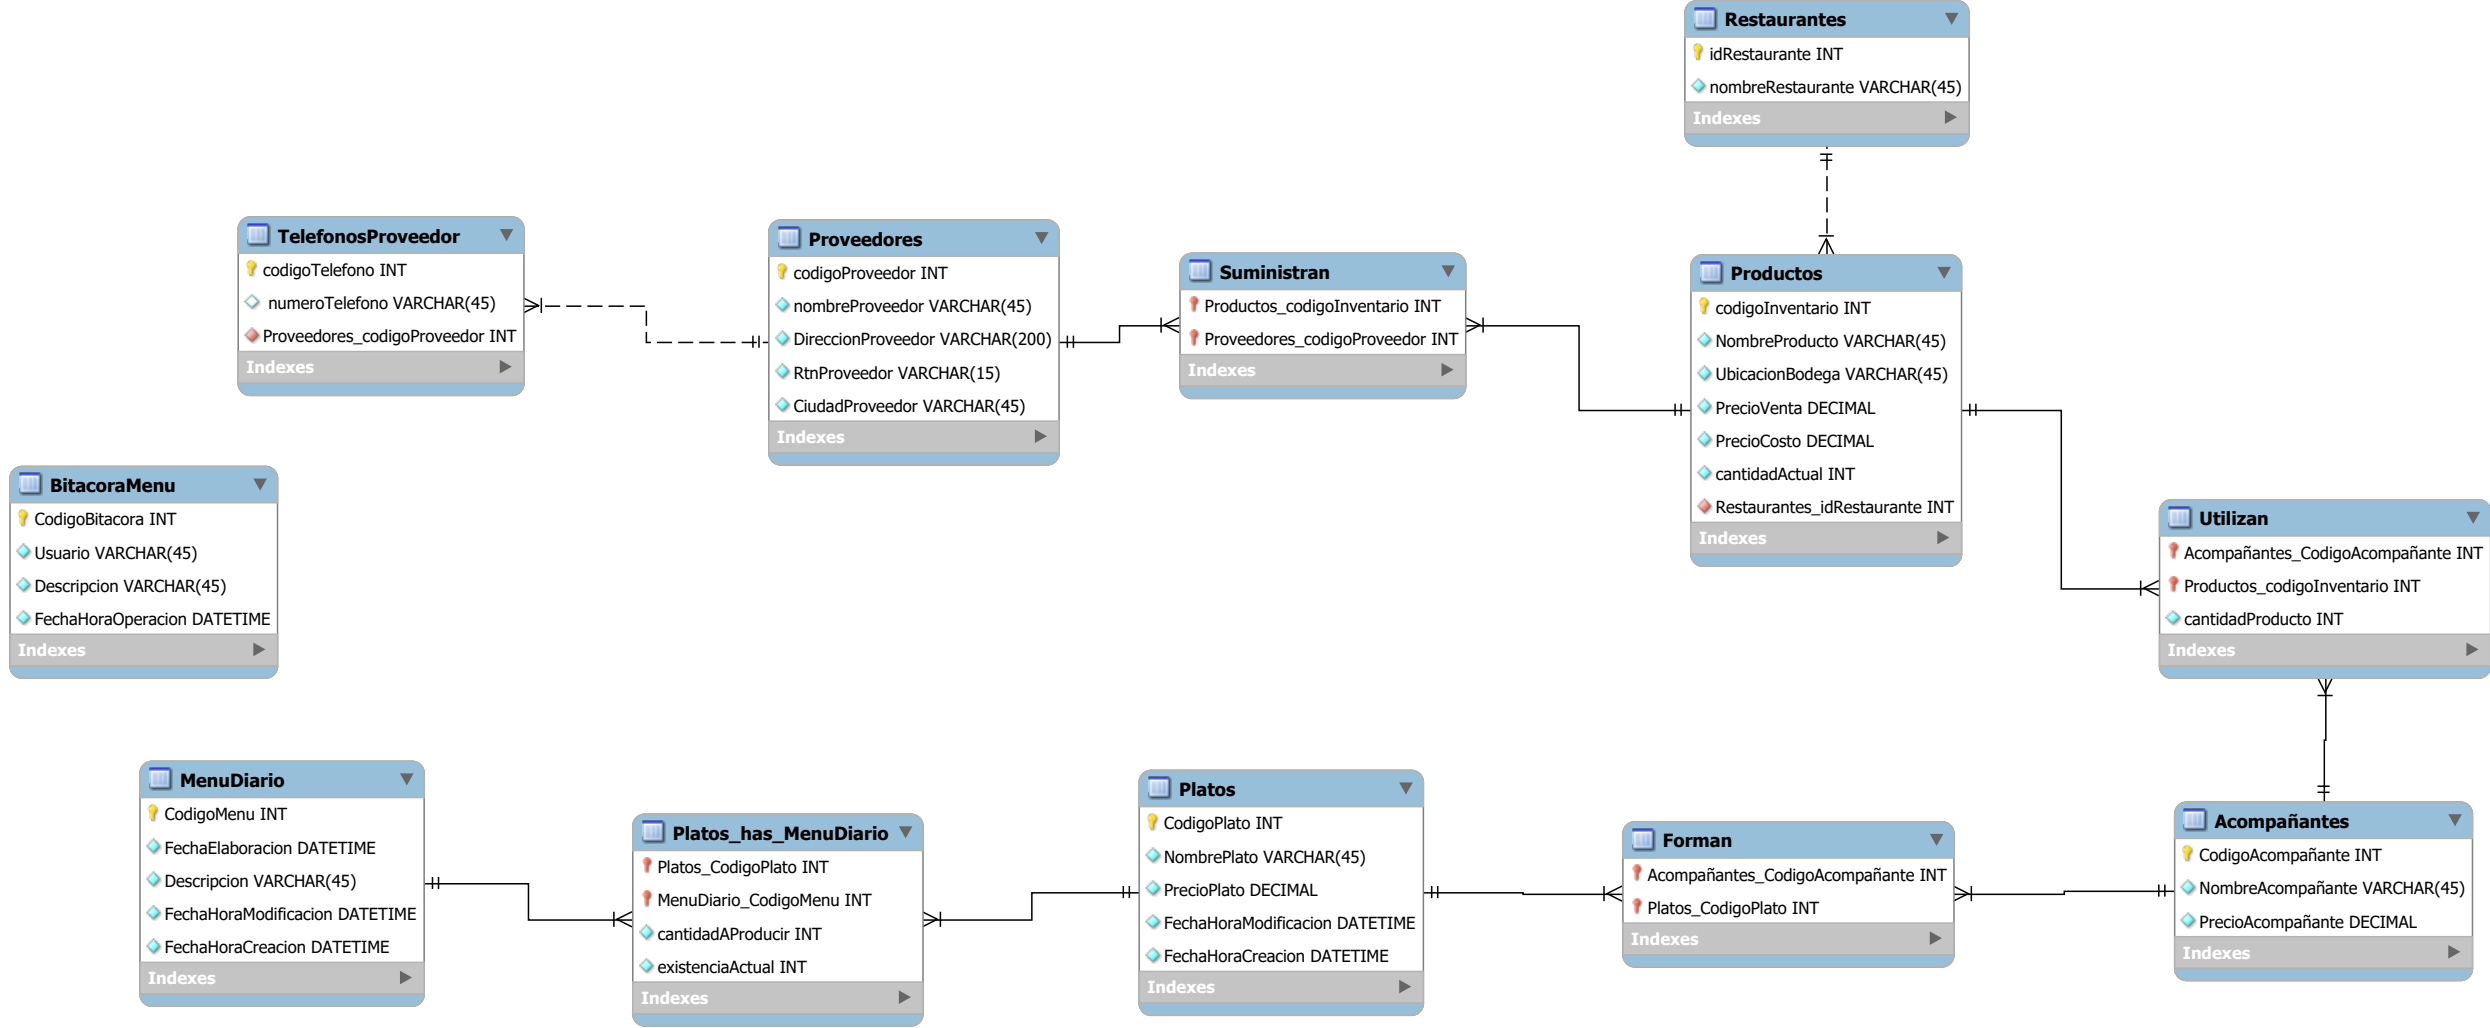 Restaurantes
idRestaurante INT
nombreRestaurante VARCHAR(45)
Indexes
TelefonosProveedor
codigoTelefono INT
numeroTelefono VARCHAR(45)
Proveedores_codigoProveedor INT
Indexes
Proveedores
codigoProveedor INT
nombreProveedor VARCHAR(45)
DireccionProveedor VARCHAR(200)
RtnProveedor VARCHAR(15)
CiudadProveedor VARCHAR(45)
Indexes
Suministran
Productos_codigoInventario INT
Proveedores_codigoProveedor INT
Indexes
Productos
codigoInventario INT
NombreProducto VARCHAR(45)
UbicacionBodega VARCHAR(45)
PrecioVenta DECIMAL
PrecioCosto DECIMAL
cantidadActual INT
Restaurantes_idRestaurante INT
Indexes
BitacoraMenu
CodigoBitacora INT
Usuario VARCHAR(45)
Descripcion VARCHAR(45)
FechaHoraOperacion DATETIME
Indexes
Utilizan
Acompañantes_CodigoAcompañante INT
Productos_codigoInventario INT
cantidadProducto INT
Indexes
MenuDiario
CodigoMenu INT
FechaElaboracion DATETIME
Descripcion VARCHAR(45)
FechaHoraModificacion DATETIME
FechaHoraCreacion DATETIME
Indexes
Platos_has_MenuDiario
Platos_CodigoPlato INT
MenuDiario_CodigoMenu INT
cantidadAProducir INT
existenciaActual INT
Indexes
Platos
CodigoPlato INT
NombrePlato VARCHAR(45)
PrecioPlato DECIMAL
FechaHoraModificacion DATETIME
FechaHoraCreacion DATETIME
Indexes
Forman
Acompañantes_CodigoAcompañante INT
Platos_CodigoPlato INT
Indexes
Acompañantes
CodigoAcompañante INT
NombreAcompañante VARCHAR(45)
PrecioAcompañante DECIMAL
Indexes